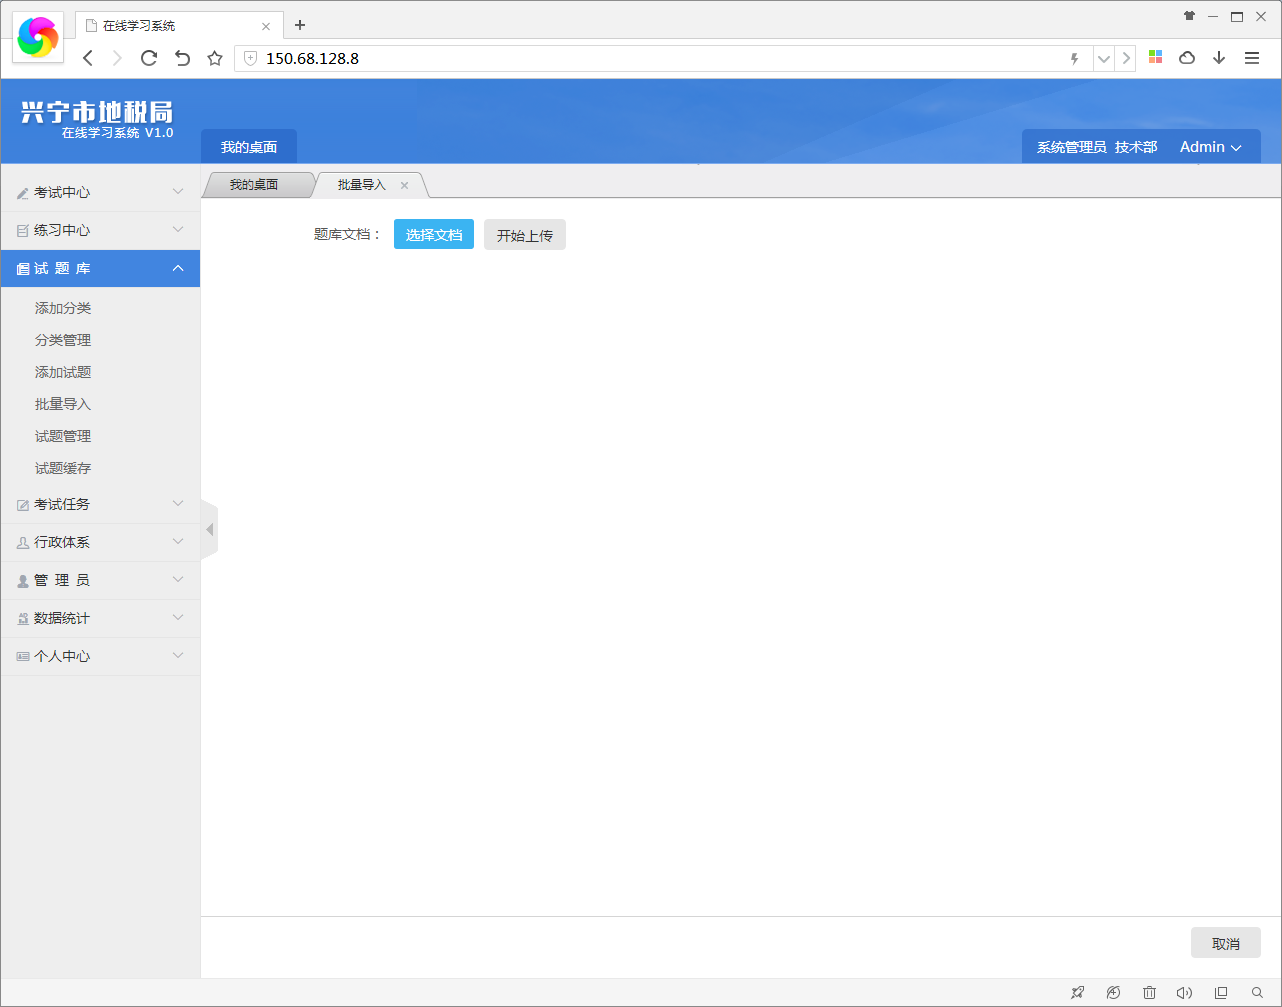 在线学习系统
150.68.128.8
兴宁市地税局
在线学习系统 V1.0
我的桌面
系统管理员 技术部 Admin
我的桌面 批量导入
考试中心
练习中心
试 题 库
添加分类
分类管理
添加试题
批量导入
试题管理
试题缓存
考试任务
行政体系
管 理 员
数据统计
个人中心
题库文档： 选择文档 开始上传
取消